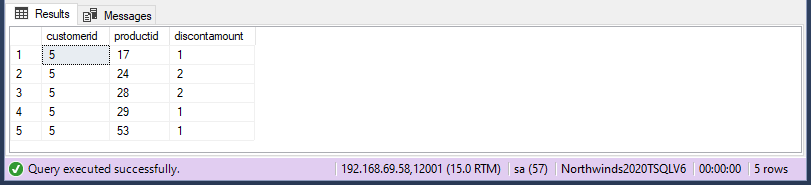 Results Messages
customerid productid discontamount
1 5 17 1
2 5 24 2
3 5 28 2
4 5 29 1
5 5 53 1
Query executed successfully. 192.168.69.58,12001 (15.0 RTM) sa (57) Northwinds2020TSQLV6 00:00:00 5 rows